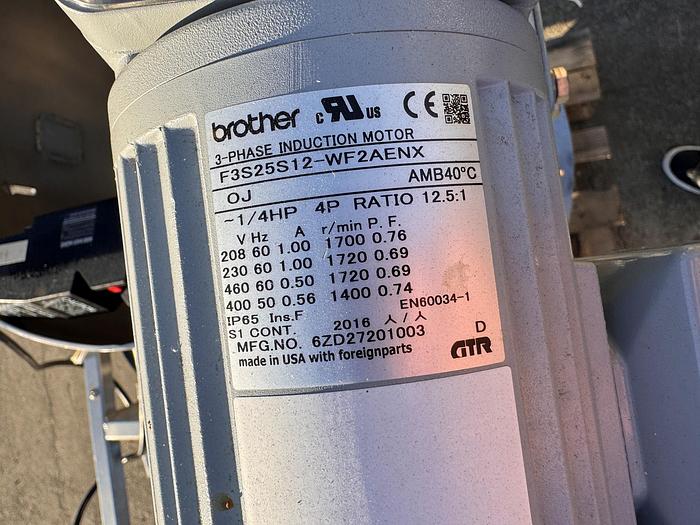 brother c RU US CE
3-PHASE INDUCTION MOTOR
F3S25S12-WF2AENX
OJ AMB40°C
~1/4HP 4P RATIO 12.5:1
V Hz A r/min P. F.
208 60 1.00 1700 0.76
230 60 1.00 1720 0.69
460 60 0.50 1720 0.69
400 50 0.56 1400 0.74
IP65 Ins.F EN60034-1
S1 CONT. 2016 人/人
MFG.NO. 6ZD27201003 D
made in USA with foreignparts GTR